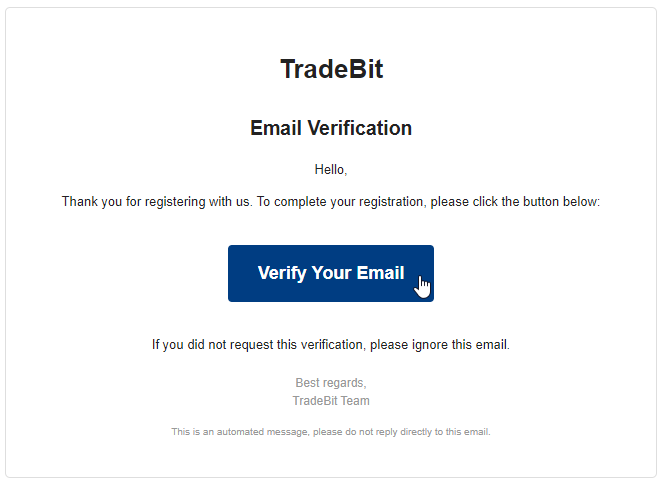 TradeBit
Email Verification
Hello,
Thank you for registering with us. To complete your registration, please click the button below:
Verify Your Email
If you did not request this verification, please ignore this email.
Best regards,
TradeBit Team
This is an automated message, please do not reply directly to this email.